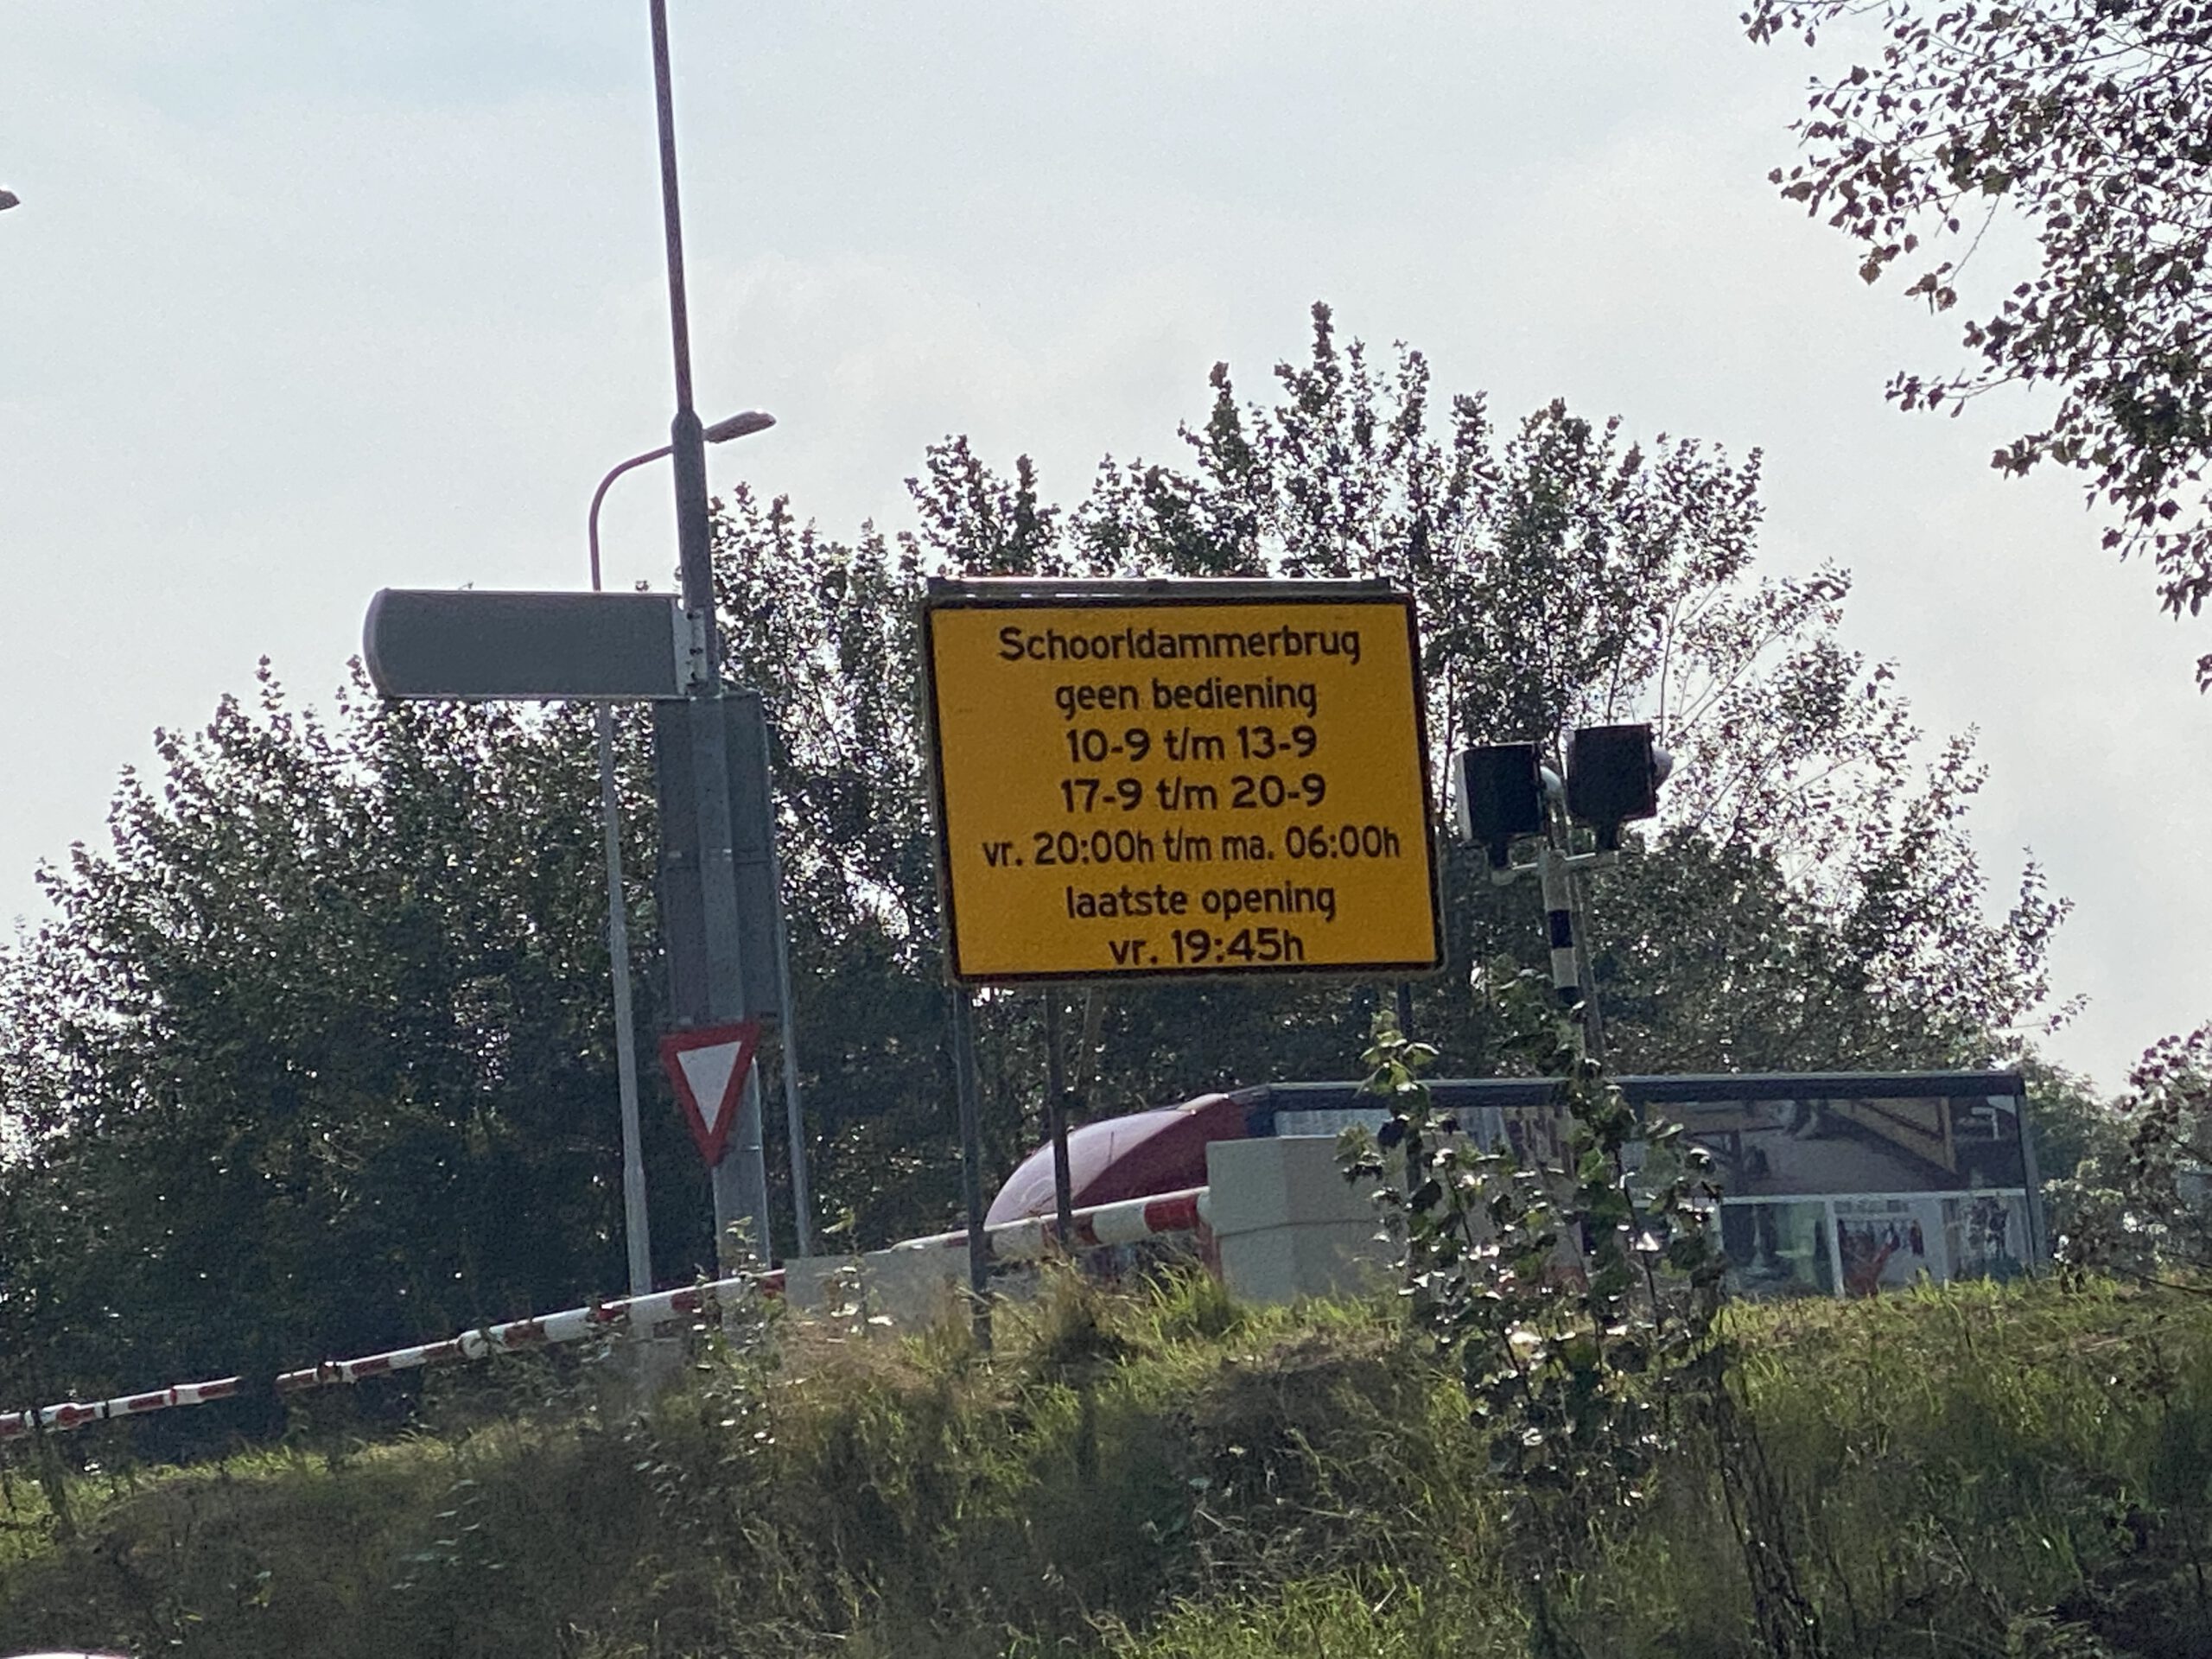 Schoorldammerbrug
geen bediening
10-9 t/m 13-9
17-9 t/m 20-9
vr. 20:00h t/m ma. 06:00h
laatste opening
vr. 19:45h